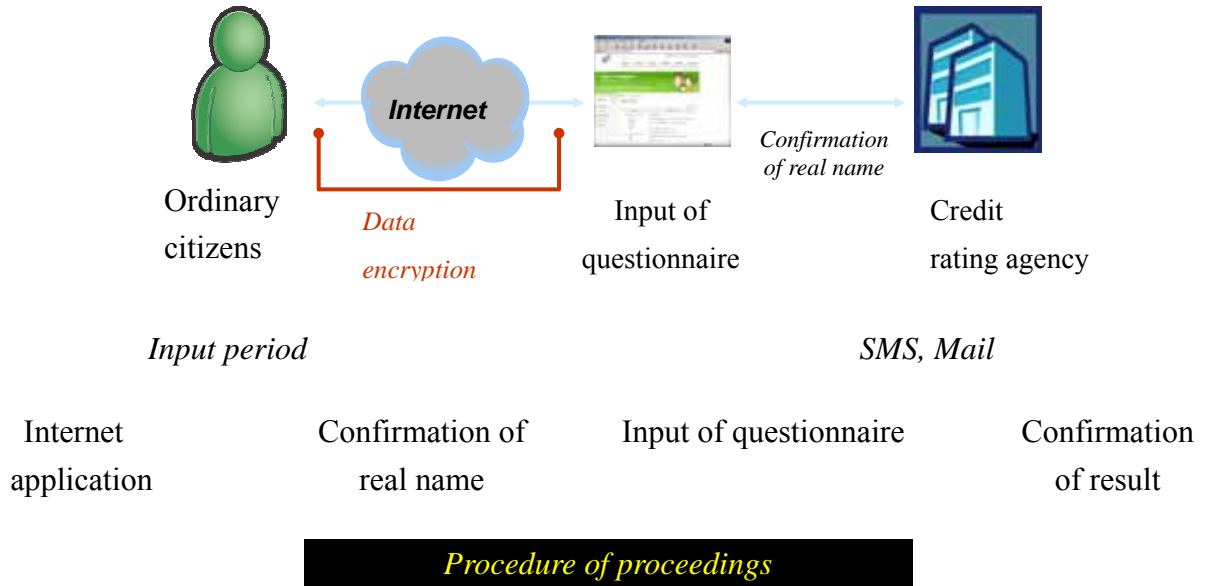 Internet
Confirmation
of real name
Ordinary
citizens
Data
encryption
Input of
questionnaire
Credit
rating agency
Input period
SMS, Mail
Internet
application
Confirmation of
real name
Input of questionnaire
Confirmation
of result
Procedure of proceedings